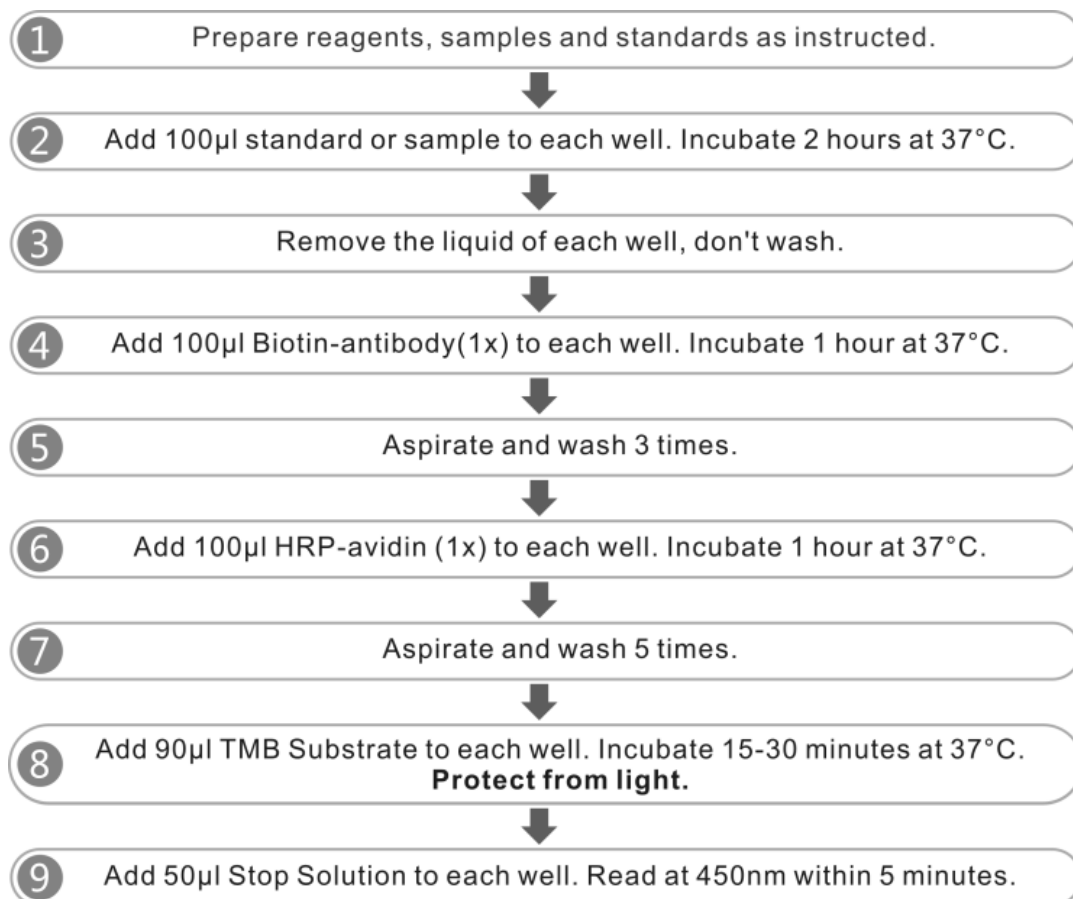 1 Prepare reagents, samples and standards as instructed.
2 Add 100μl standard or sample to each well. Incubate 2 hours at 37°C.
3 Remove the liquid of each well, don't wash.
4 Add 100μl Biotin-antibody(1x) to each well. Incubate 1 hour at 37°C.
5 Aspirate and wash 3 times.
6 Add 100μl HRP-avidin (1x) to each well. Incubate 1 hour at 37°C.
7 Aspirate and wash 5 times.
8 Add 90μl TMB Substrate to each well. Incubate 15-30 minutes at 37°C.
Protect from light.
9 Add 50μl Stop Solution to each well. Read at 450nm within 5 minutes.